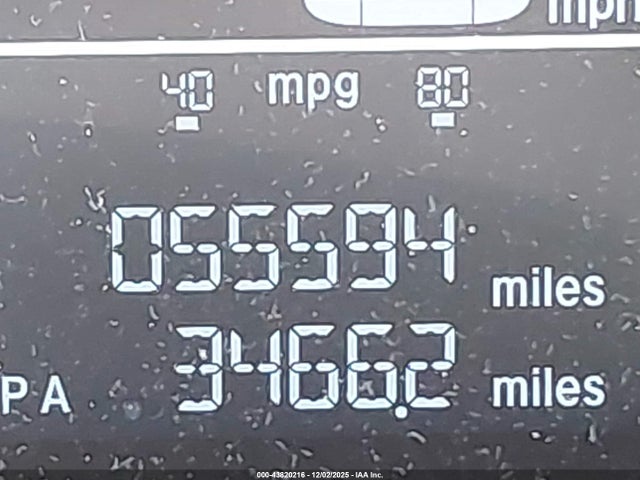 mph
40 mpg 80
055594 miles
PA 3466.2 miles
000-43820216 - 12/02/2025 - IAA Inc.